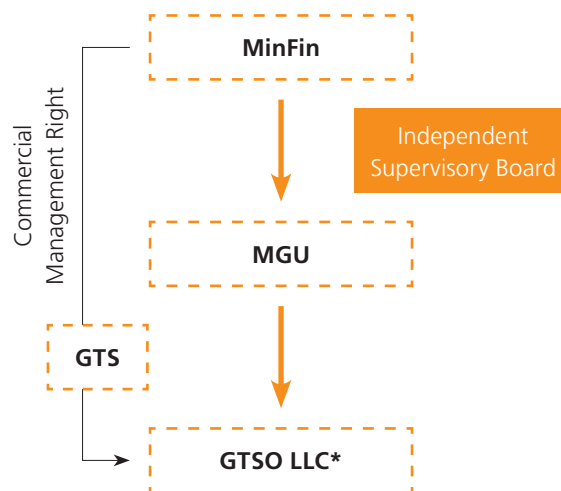 MinFin
Independent
Supervisory Board
Commercial
Management Right
MGU
GTS
GTSO LLC*